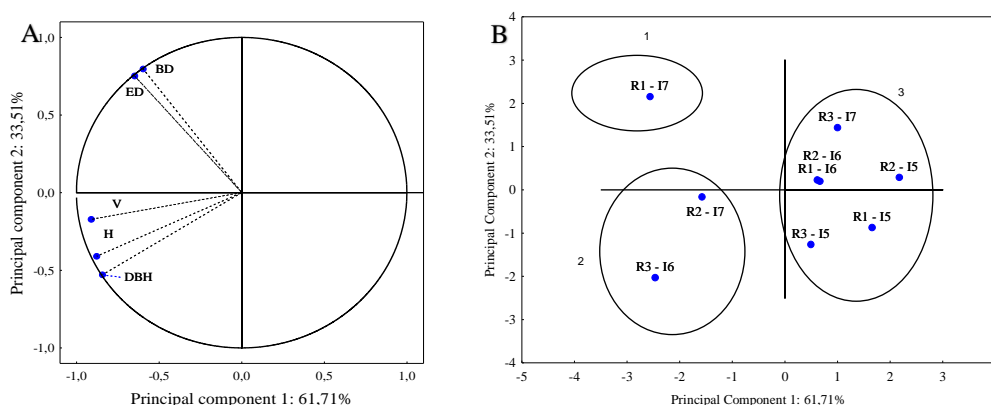 A
1,0
0,5
0,0
-0,5
-1,0
Principal component 2: 33,51%
BD
ED
V
H
DBH
-1,0 -0,5 0,0 0,5 1,0
Principal component 1: 61,71%
B
4
3
2
1
0
-1
-2
-3
-4
Principal Component 2: 33,51%
1
R1 - I7
3
R3 - I7
R2 - I6
R1 - I6
R2 - I5
R2 - I7
R1 - I5
R3 - I5
2
R3 - I6
-5 -4 -3 -2 -1 0 1 2 3
Principal Component 1: 61,71%